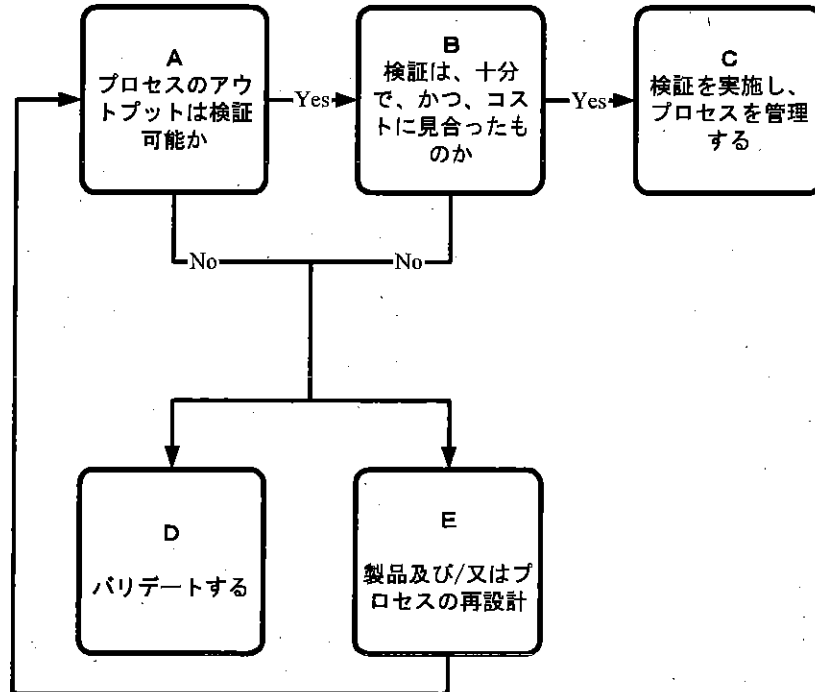 A
プロセスのアウ
トプットは検証
可能か
Yes
B
検証は、十分
で、かつ、コス
トに見合ったも
のか
Yes
C
検証を実施し、
プロセスを管理
する
No
No
D
バリデートする
E
製品及び/又はプ
ロセスの再設計